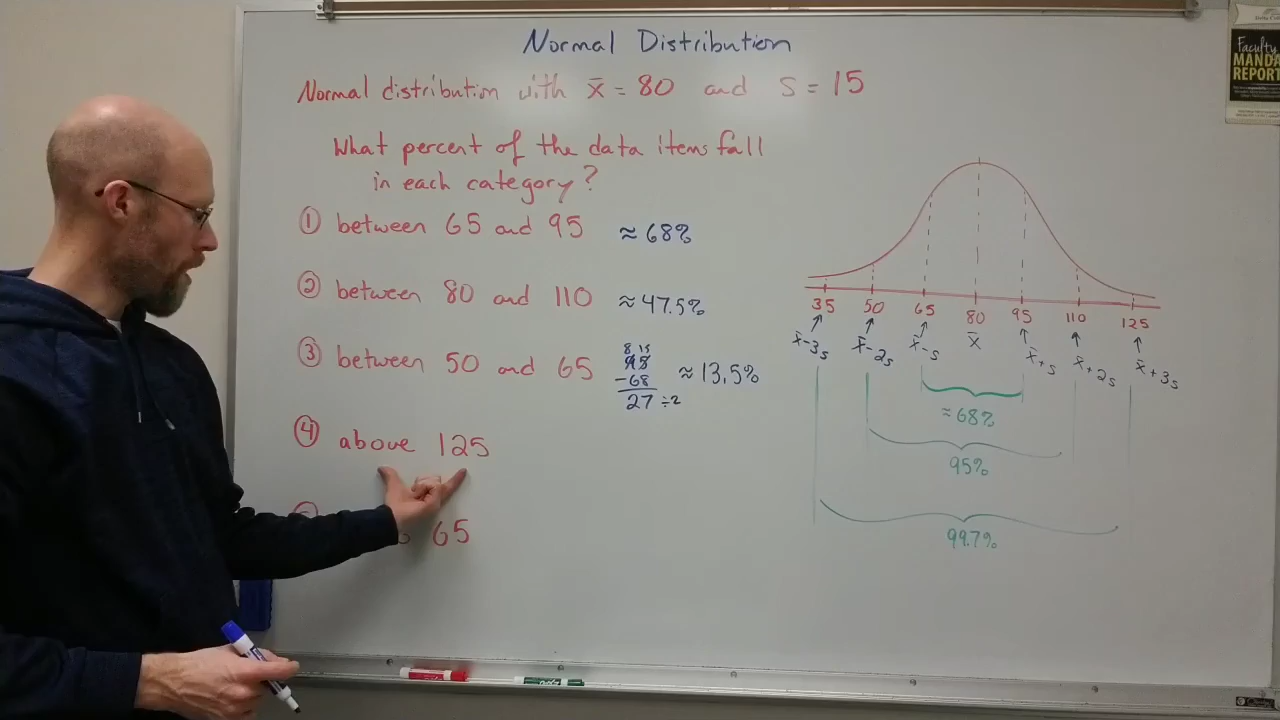 Normal Distribution
Normal distribution with x̄ = 80 and S = 15
What percent of the data items fall
in each category?
① between 65 and 95 ≈ 68%
② between 80 and 110 ≈ 47.5%
③ between 50 and 65
8 15
95
-68
27 ÷2
≈ 13.5%
④ above 125
65
35 50 65 80 95 110 125
x̄-3s x̄-2s x̄-s x̄ x̄+s x̄+2s x̄+3s
≈68%
95%
99.7%
Faculty
MANDA
REPORT